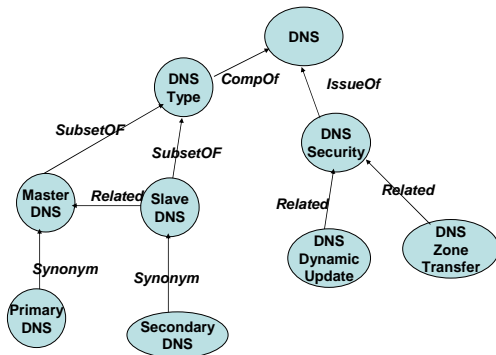 DNS
DNS
Type
CompOf
IssueOf
SubsetOF
SubsetOF
DNS
Security
Master
DNS
Related
Slave
DNS
Related
Related
DNS
Dynamic
Update
DNS
Zone
Transfer
Synonym
Synonym
Primary
DNS
Secondary
DNS